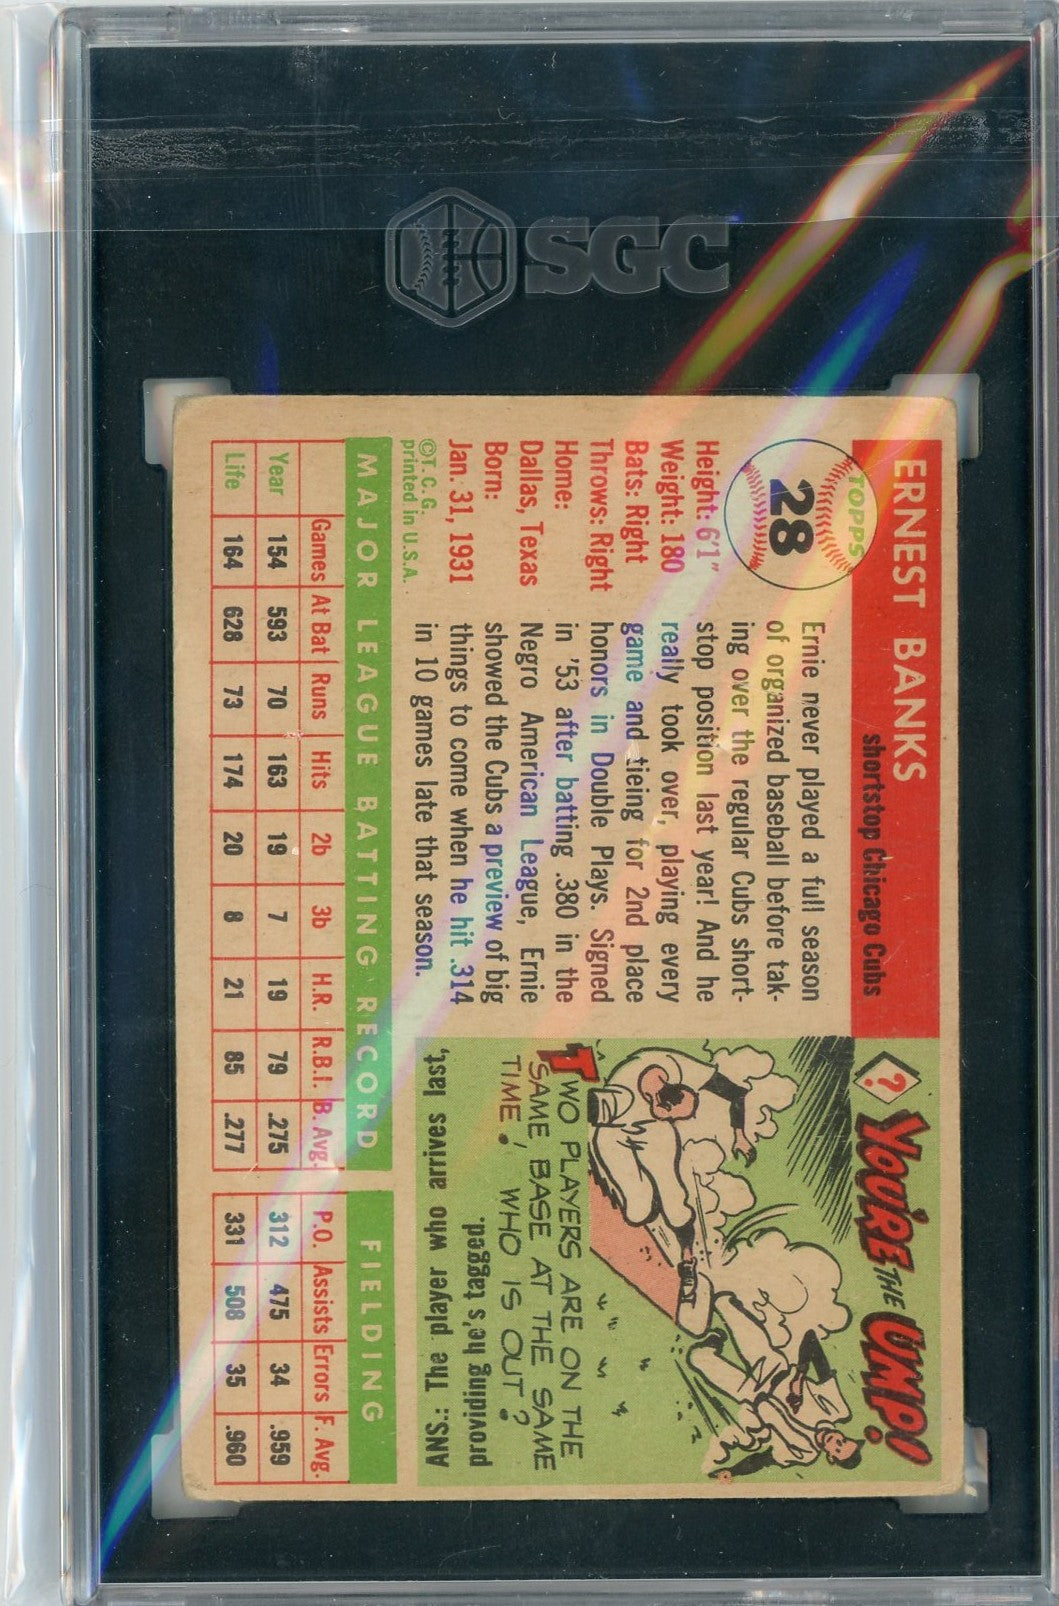 SGC
TOPPS
28
ERNEST BANKS
shortstop Chicago Cubs
Height: 6'1"
Weight: 180
Bats: Right
Throws: Right
Home:
Dallas, Texas
Born:
Jan. 31, 1931
©T. C. G.
printed in U.S.A.
Ernie never played a full season
of organized baseball before tak-
ing over the regular Cubs short-
stop position last year! And he
really took over, playing every
game and tieing for 2nd place
honors in Double Plays. Signed
in '53 after batting .380 in the
Negro American League, Ernie
showed the Cubs a preview of big
things to come when he hit .314
in 10 games late that season.
? YOU'RE THE UMP!
TWO PLAYERS ARE ON THE
SAME BASE AT THE SAME
TIME! WHO IS OUT?
ANS.: The player who arrives last,
providing he's tagged.
MAJOR LEAGUE BATTING RECORD FIELDING
Games At Bat Runs Hits 2b 3b H.R. R.B.I. B. Avg. P.O. Assists Errors F. Avg.
Year 154 593 70 163 19 7 19 79 .275 312 475 34 .959
Life 164 628 73 174 20 8 21 85 .277 331 508 35 .960